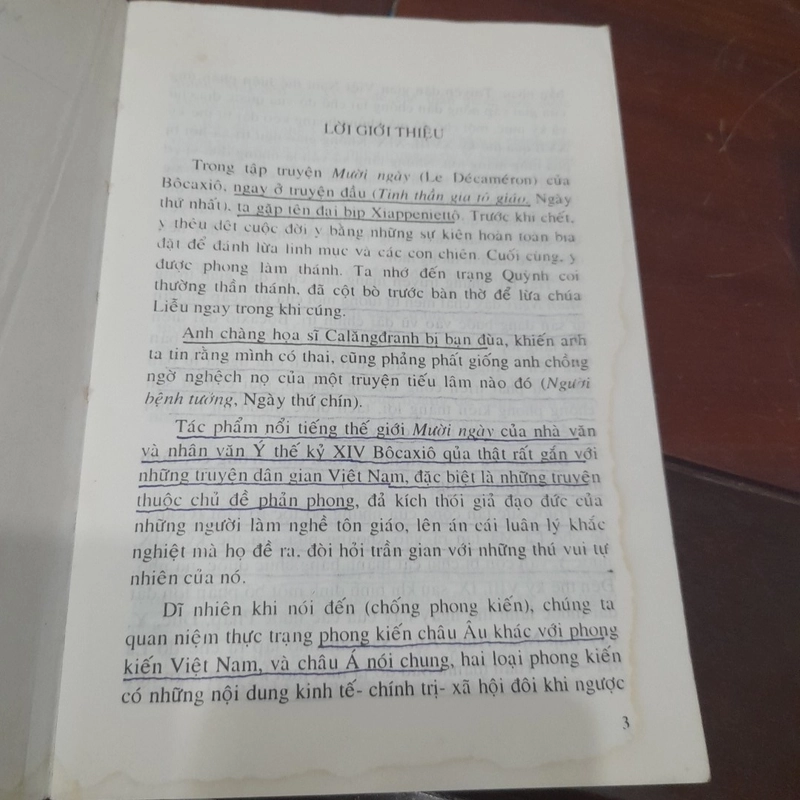 LỜI GIỚI THIỆU
Trong tập truyện Mười ngày (Le Décaméron) của
Bôcaxiô, ngay ở truyện đầu (Tinh thần gia tô giáo, Ngày
thứ nhất), ta gặp tên đại bịp Xiappeniettô. Trước khi chết,
y thêu dệt cuộc đời y bằng những sự kiện hoàn toàn bịa
đặt để đánh lừa linh mục và các con chiên. Cuối cùng, y
được phong làm thánh. Ta nhớ đến trạng Quỳnh coi
thường thần thánh, đã cột bò trước bàn thờ để lừa chúa
Liễu ngay trong khi cúng.
Anh chàng họa sĩ Calăngđranh bị bạn đùa, khiến anh
ta tin rằng mình có thai, cũng phảng phất giống anh chồng
ngờ nghệch nọ của một truyện tiếu lâm nào đó (Người
bệnh tưởng, Ngày thứ chín).
Tác phẩm nổi tiếng thế giới Mười ngày của nhà văn
và nhân văn Ý thế kỷ XIV Bôcaxiô qủa thật rất gần với
những truyện dân gian Việt Nam, đặc biệt là những truyện
thuộc chủ đề phản phong, đả kích thói giả đạo đức của
những người làm nghề tôn giáo, lên án cái luân lý khắc
nghiệt mà họ đề ra, đòi hỏi trần gian với những thú vui tự
nhiên của nó.
Dĩ nhiên khi nói đến (chống phong kiến), chúng ta
quan niệm thực trạng phong kiến châu Âu khác với phong
kiến Việt Nam, và châu Á nói chung, hai loại phong kiến
có những nội dung kinh tế- chính trị- xã hội đôi khi ngược
3